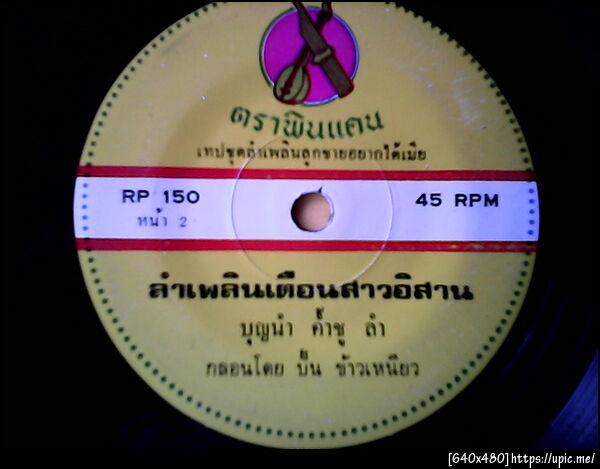 ตราพินแคน
เทปชุดลำเพลินลูกชายอยากได้เมีย
RP 150
45 RPM
หน้า 2
ลำเพลินเตือนสาวอิสาน
บุญนำ ค้ำชู ลำ
กลอนโดย บั๊น ข้าวเหนียว
[640x480]https://upic.me/